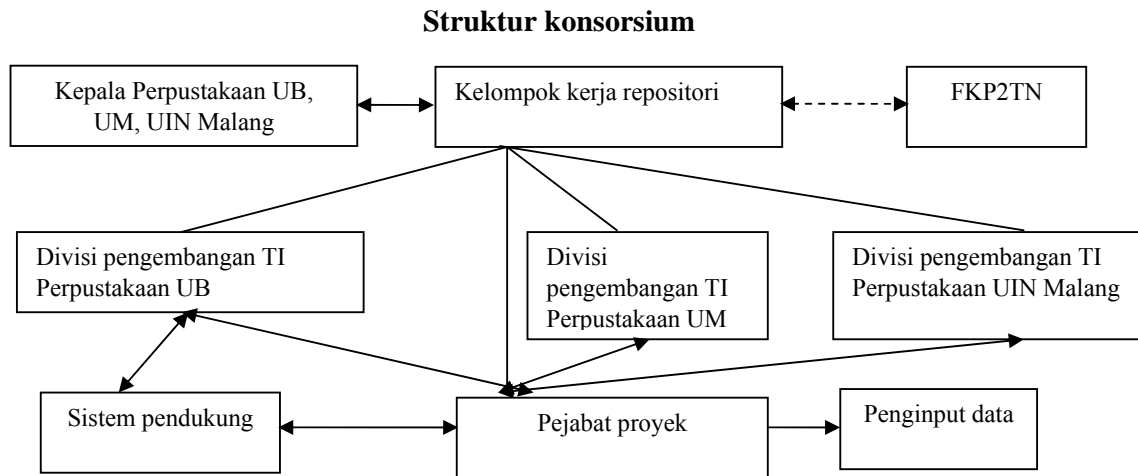 Struktur konsorsium
Kepala Perpustakaan UB,
UM, UIN Malang
Kelompok kerja repositori
FKP2TN
Divisi pengembangan TI
Perpustakaan UB
Divisi
pengembangan TI
Perpustakaan UM
Divisi pengembangan TI
Perpustakaan UIN Malang
Sistem pendukung
Pejabat proyek
Penginput data